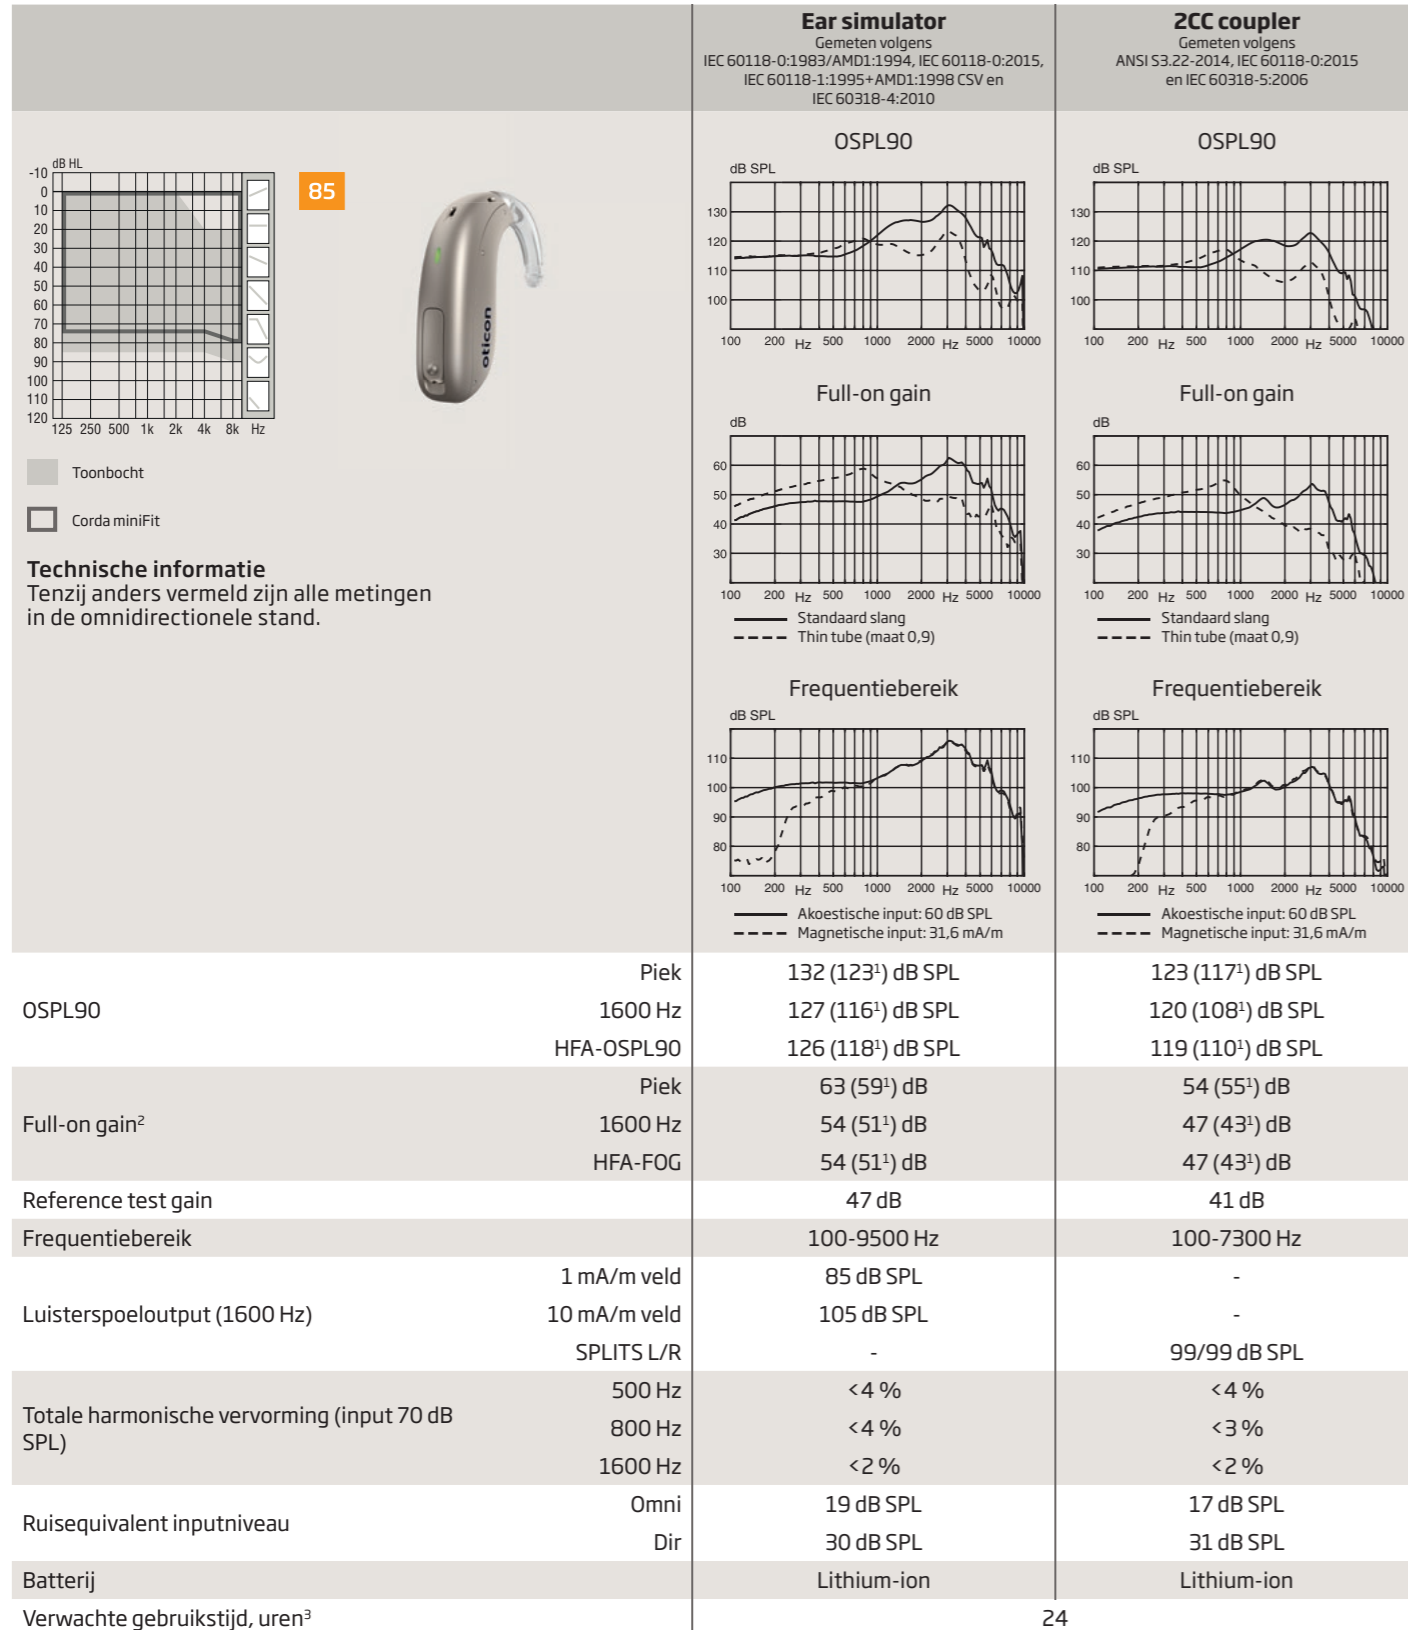 Ear simulator
Gemeten volgens
IEC 60118-0:1983/AMD1:1994, IEC 60118-0:2015,
IEC 60118-1:1995+AMD1:1998 CSV en
IEC 60318-4:2010
2CC coupler
Gemeten volgens
ANSI S3.22-2014, IEC 60118-0:2015
en IEC 60318-5:2006
dB HL
-10
0
10
20
30
40
50
60
70
80
90
100
110
120
125 250 500 1k 2k 4k 8k Hz
85
oticon
Toonbocht
Corda miniFit
Technische informatie
Tenzij anders vermeld zijn alle metingen
in de omnidirectionele stand.
OSPL90
dB SPL
130
120
110
100
100 200 Hz 500 1000 2000 Hz 5000 10000
OSPL90
dB SPL
130
120
110
100
100 200 Hz 500 1000 2000 Hz 5000 10000
Full-on gain
dB
60
50
40
30
100 200 Hz 500 1000 2000 Hz 5000 10000
Standaard slang
Thin tube (maat 0,9)
Full-on gain
dB
60
50
40
30
100 200 Hz 500 1000 2000 Hz 5000 10000
Standaard slang
Thin tube (maat 0,9)
Frequentiebereik
dB SPL
110
100
90
80
100 200 Hz 500 1000 2000 Hz 5000 10000
Akoestische input: 60 dB SPL
Magnetische input: 31,6 mA/m
Frequentiebereik
dB SPL
110
100
90
80
100 200 Hz 500 1000 2000 Hz 5000 10000
Akoestische input: 60 dB SPL
Magnetische input: 31,6 mA/m
OSPL90
Piek 132 (123¹) dB SPL 123 (117¹) dB SPL
1600 Hz 127 (116¹) dB SPL 120 (108¹) dB SPL
HFA-OSPL90 126 (118¹) dB SPL 119 (110¹) dB SPL
Full-on gain²
Piek 63 (59¹) dB 54 (55¹) dB
1600 Hz 54 (51¹) dB 47 (43¹) dB
HFA-FOG 54 (51¹) dB 47 (43¹) dB
Reference test gain 47 dB 41 dB
Frequentiebereik 100-9500 Hz 100-7300 Hz
Luisterspoeloutput (1600 Hz)
1 mA/m veld 85 dB SPL -
10 mA/m veld 105 dB SPL -
SPLITS L/R - 99/99 dB SPL
Totale harmonische vervorming (input 70 dB
SPL)
500 Hz <4 % <4 %
800 Hz <4 % <3 %
1600 Hz <2 % <2 %
Ruisequivalent inputniveau
Omni 19 dB SPL 17 dB SPL
Dir 30 dB SPL 31 dB SPL
Batterij Lithium-ion Lithium-ion
Verwachte gebruikstijd, uren³ 24